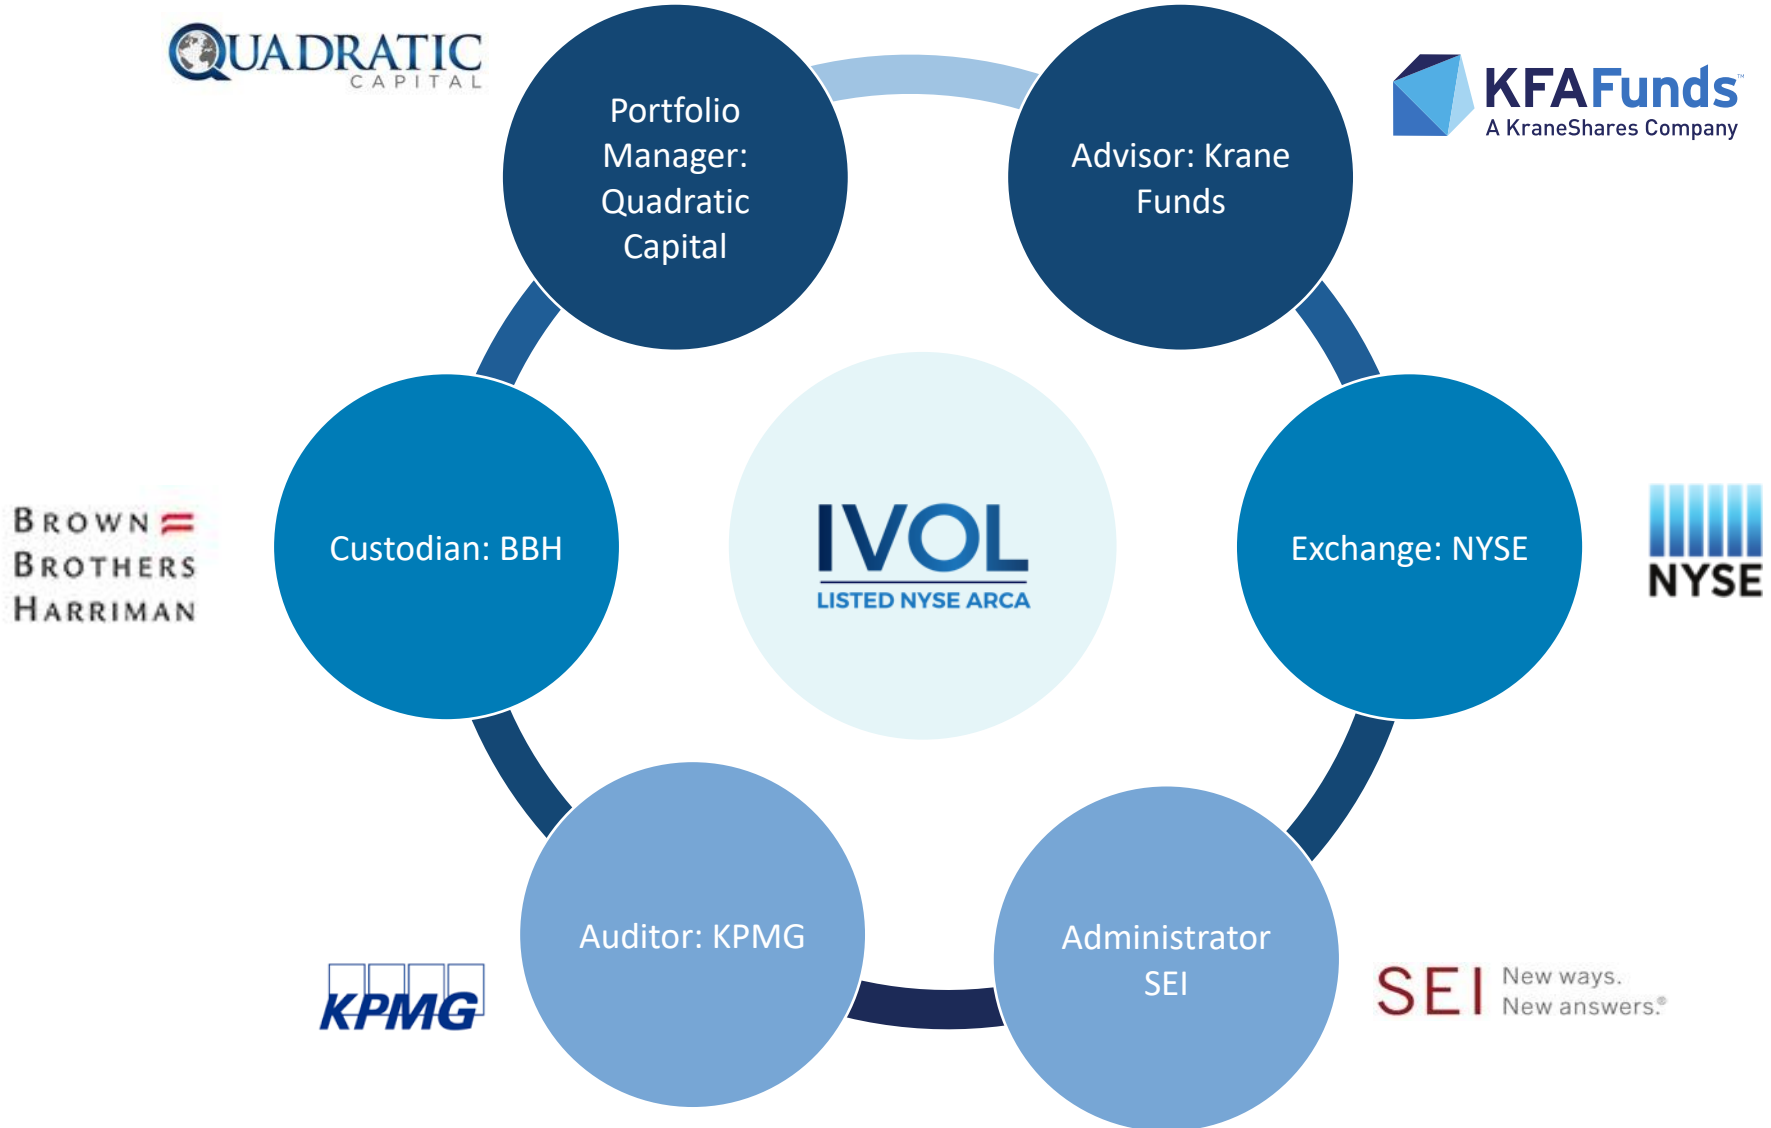 QUADRATIC
CAPITAL
Portfolio
Manager:
Quadratic
Capital
Advisor: Krane
Funds
KFAFunds™
A KraneShares Company
BROWN
BROTHERS
HARRIMAN
Custodian: BBH
IVOL
LISTED NYSE ARCA
Exchange: NYSE
NYSE
Auditor: KPMG
KPMG
Administrator
SEI
SEI
New ways.
New answers.®